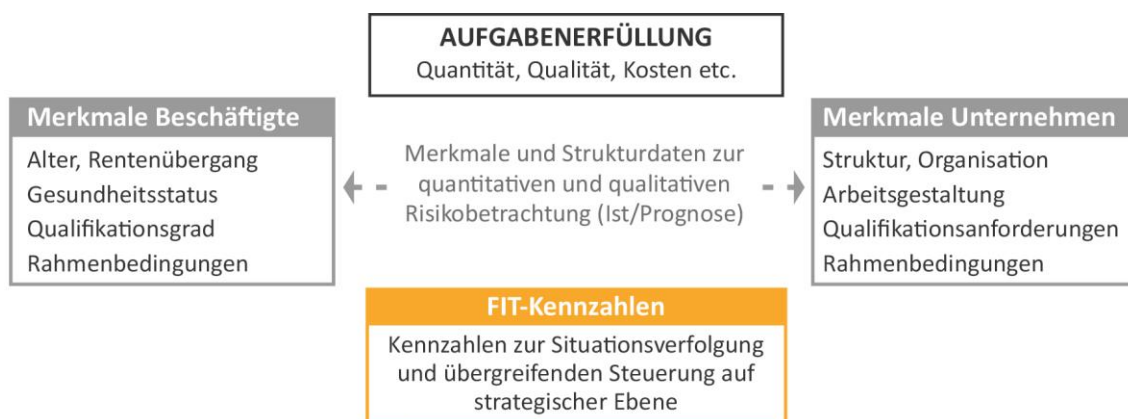 AUFGABENERFÜLLUNG
Quantität, Qualität, Kosten etc.
Merkmale Beschäftigte
Alter, Rentenübergang
Gesundheitsstatus
Qualifikationsgrad
Rahmenbedingungen
Merkmale und Strukturdaten zur
quantitativen und qualitativen
Risikobetrachtung (Ist/Prognose)
Merkmale Unternehmen
Struktur, Organisation
Arbeitsgestaltung
Qualifikationsanforderungen
Rahmenbedingungen
FIT-Kennzahlen
Kennzahlen zur Situationsverfolgung
und übergreifenden Steuerung auf
strategischer Ebene